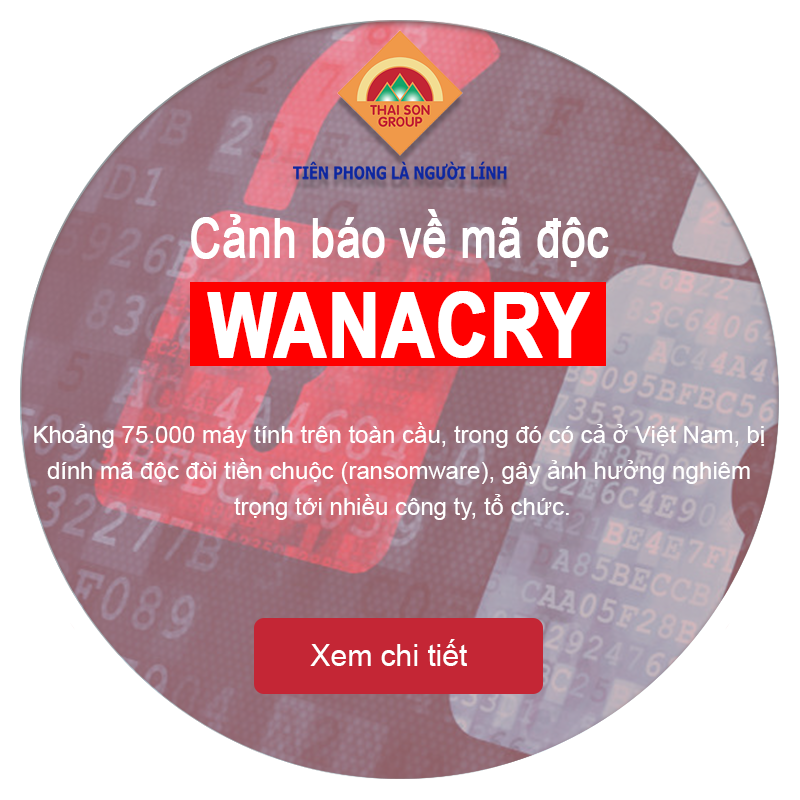 THAI SON
GROUP
TIÊN PHONG LÀ NGƯỜI LÍNH
Cảnh báo về mã độc
WANACRY
Khoảng 75.000 máy tính trên toàn cầu, trong đó có cả ở Việt Nam, bị
dính mã độc đòi tiền chuộc (ransomware), gây ảnh hưởng nghiêm
trọng tới nhiều công ty, tổ chức.
Xem chi tiết